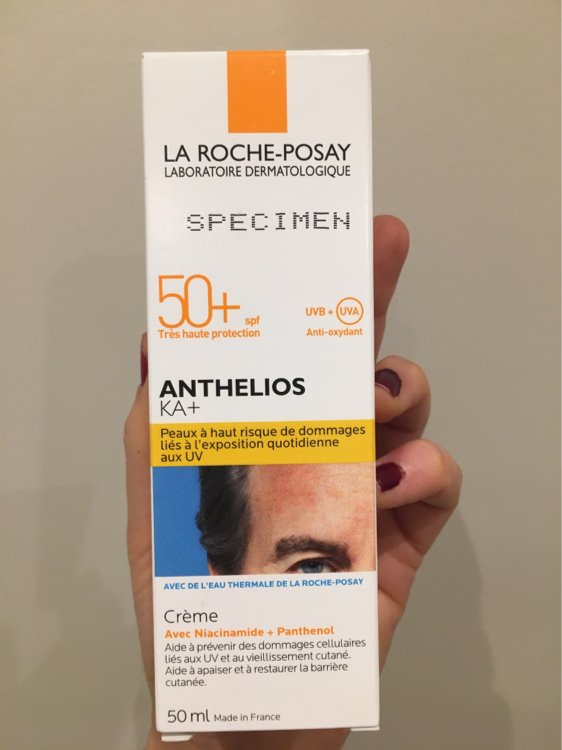 LA ROCHE-POSAY
LABORATOIRE DERMATOLOGIQUE
SPECIMEN
50+ spf
Très haute protection
UVB + UVA
Anti-oxydant
ANTHELIOS
KA+
Peaux à haut risque de dommages
liés à l'exposition quotidienne
aux UV
AVEC DE L'EAU THERMALE DE LA ROCHE-POSAY
Crème
Avec Niacinamide + Panthenol
Aide à prévenir des dommages cellulaires
liés aux UV et au vieillissement cutané.
Aide à apaiser et à restaurer la barrière
cutanée.
50 ml Made in France